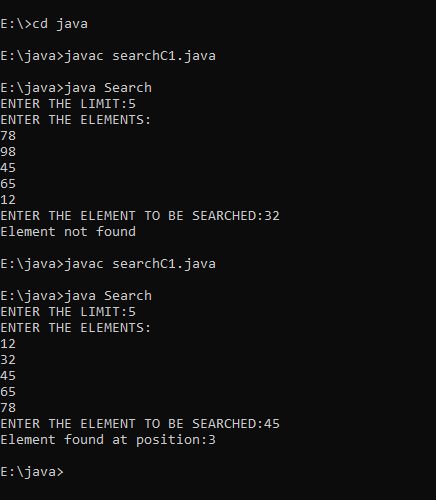 E:\>cd java
E:\java>javac searchC1.java
E:\java>java Search
ENTER THE LIMIT:5
ENTER THE ELEMENTS:
78
98
45
65
12
ENTER THE ELEMENT TO BE SEARCHED:32
Element not found
E:\java>javac searchC1.java
E:\java>java Search
ENTER THE LIMIT:5
ENTER THE ELEMENTS:
12
32
45
65
78
ENTER THE ELEMENT TO BE SEARCHED:45
Element found at position:3
E:\java>